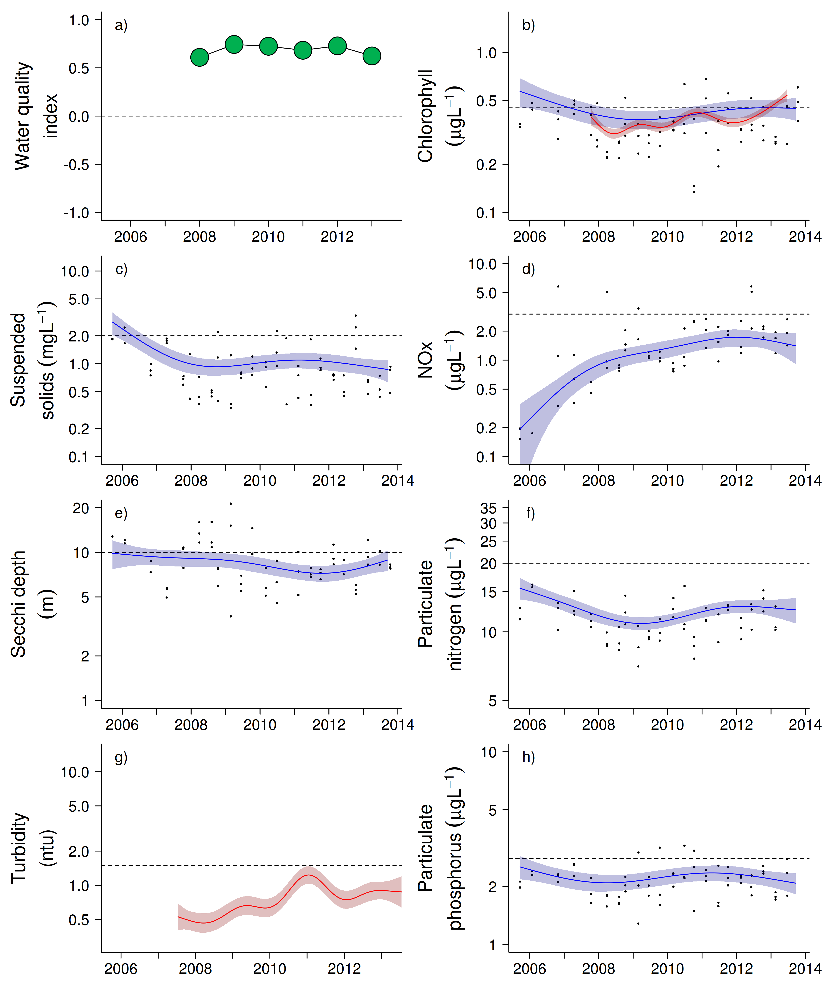 a)
Water quality
index
1.0
0.5
0.0
-0.5
-1.0
2006 2008 2010 2012
b)
Chlorophyll
(μgL⁻¹)
1.0
0.5
0.2
0.1
2006 2008 2010 2012 2014
c)
Suspended
solids (mgL⁻¹)
10.0
5.0
2.0
1.0
0.5
0.2
0.1
2006 2008 2010 2012 2014
d)
NOx
(μgL⁻¹)
10.0
5.0
2.0
1.0
0.5
0.2
0.1
2006 2008 2010 2012 2014
e)
Secchi depth
(m)
20
10
5
2
1
2006 2008 2010 2012 2014
f)
Particulate
nitrogen (μgL⁻¹)
35
30
25
20
15
10
5
2006 2008 2010 2012 2014
g)
Turbidity
(ntu)
10.0
5.0
2.0
1.0
0.5
2006 2008 2010 2012
h)
Particulate
phosphorus (μgL⁻¹)
10
5
2
1
2006 2008 2010 2012 2014